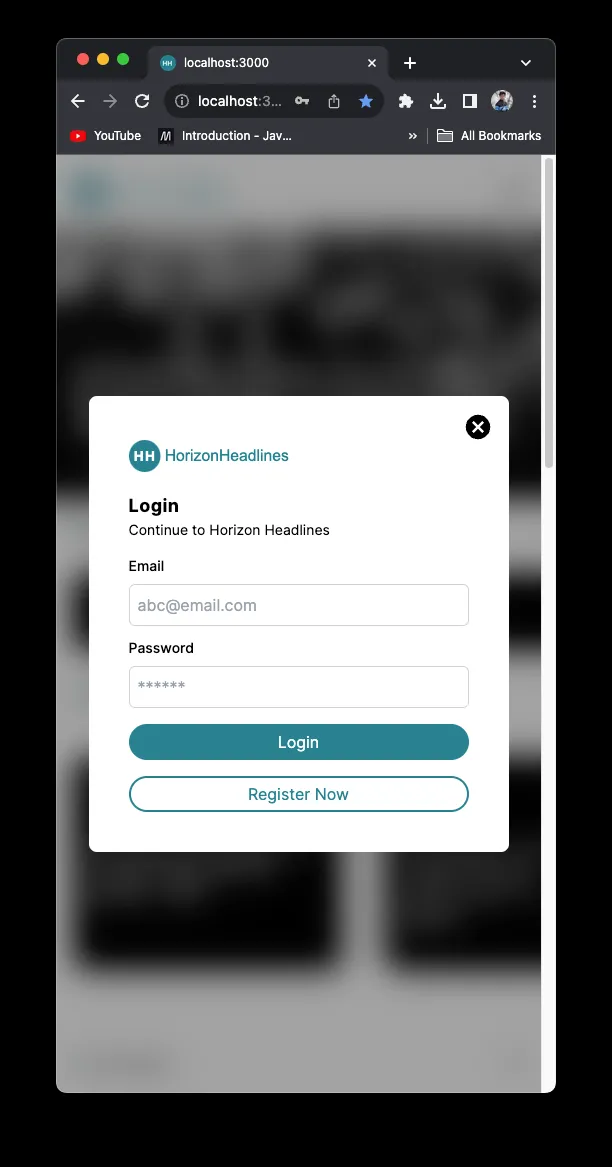 HH localhost:3000
localhost:3...
YouTube M Introduction - Jav... » All Bookmarks
HH HorizonHeadlines
Login
Continue to Horizon Headlines
Email
abc@email.com
Password
******
Login
Register Now